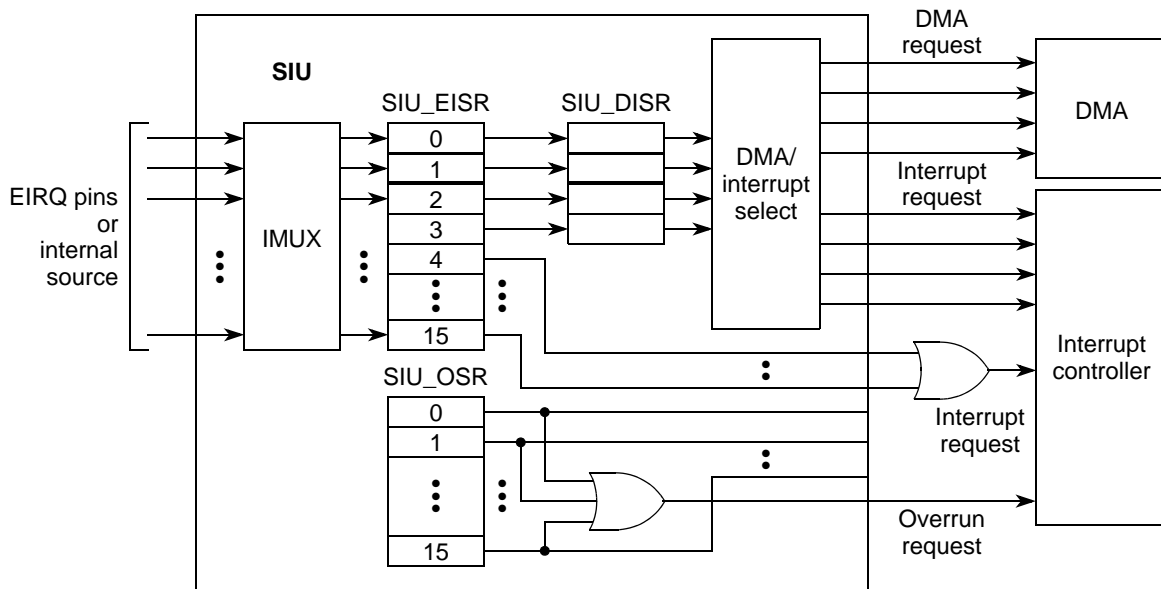 DMA
request
SIU
SIU_EISR
SIU_DISR
DMA
0
1
2
3
4
15
EIRQ pins
or
internal
source
IMUX
DMA/
interrupt
select
Interrupt
request
SIU_OSR
0
1
15
Interrupt
controller
Interrupt
request
Overrun
request